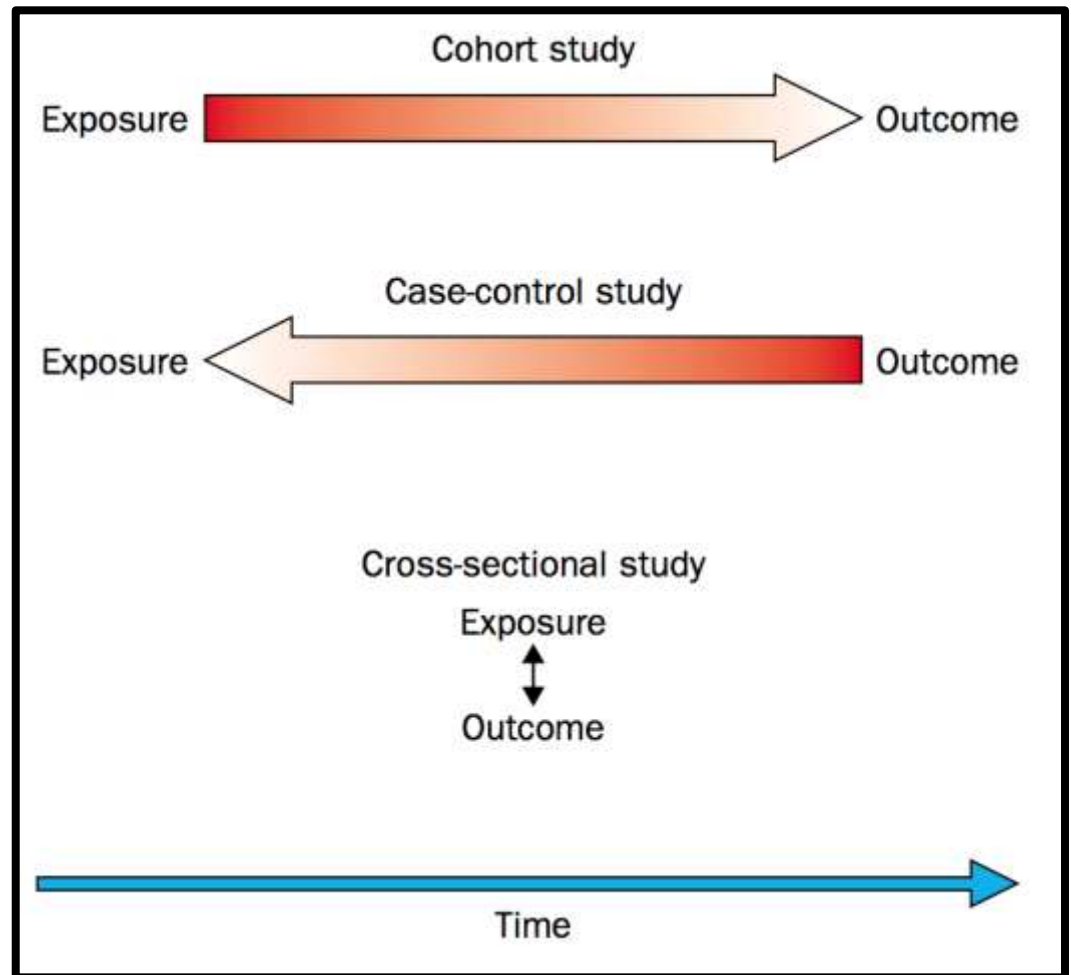 Cohort study
Exposure Outcome
Case-control study
Exposure Outcome
Cross-sectional study
Exposure
Outcome
Time